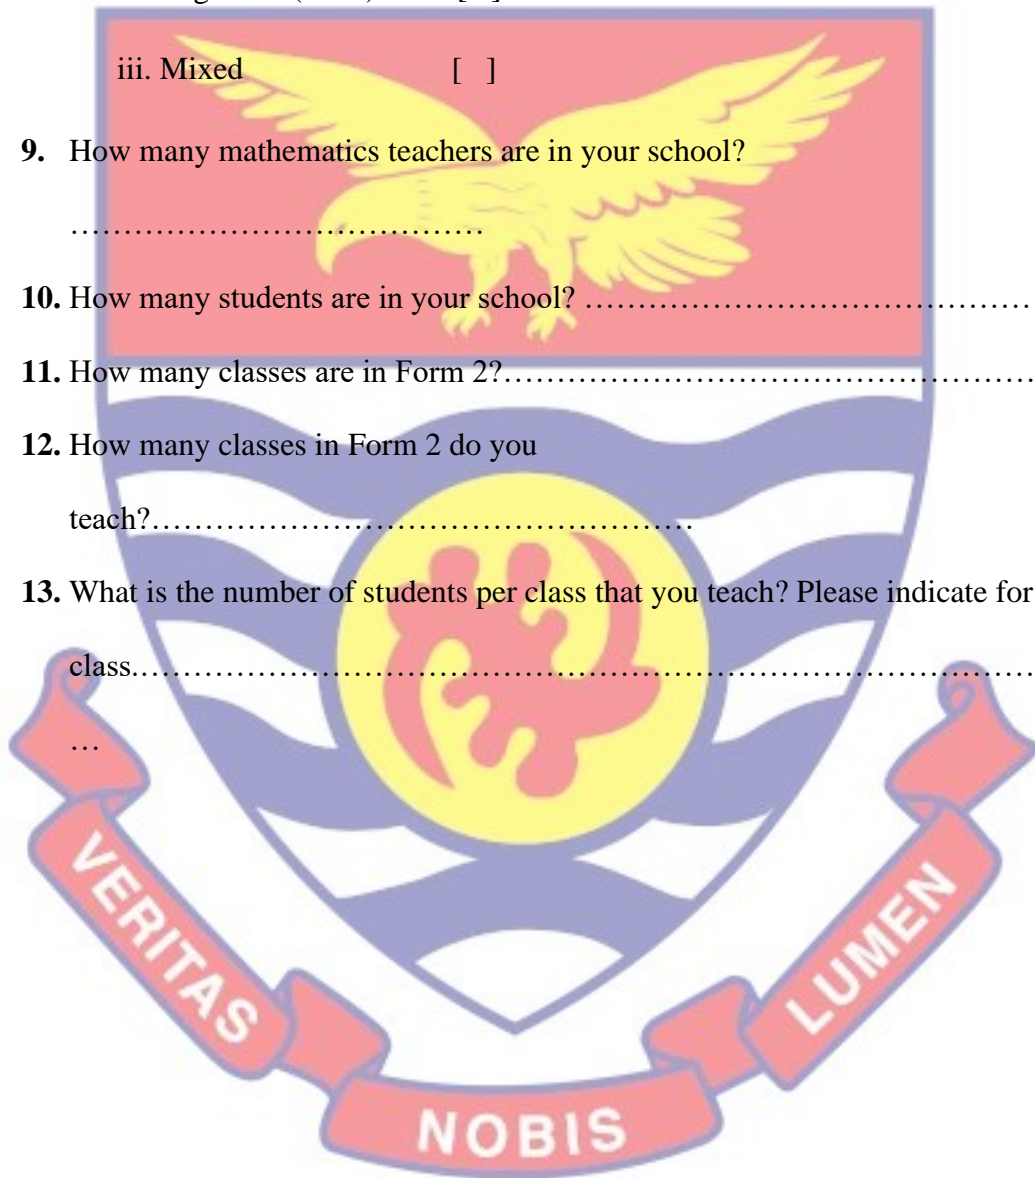 iii. Mixed [ ]
9. How many mathematics teachers are in your school?
…………………………………
10. How many students are in your school? ……………………………………
11. How many classes are in Form 2?……………………………………………
12. How many classes in Form 2 do you
teach?……………………………………………
13. What is the number of students per class that you teach? Please indicate for
class.…………………………………………………………………………
…
VERITAS
NOBIS
LUMEN